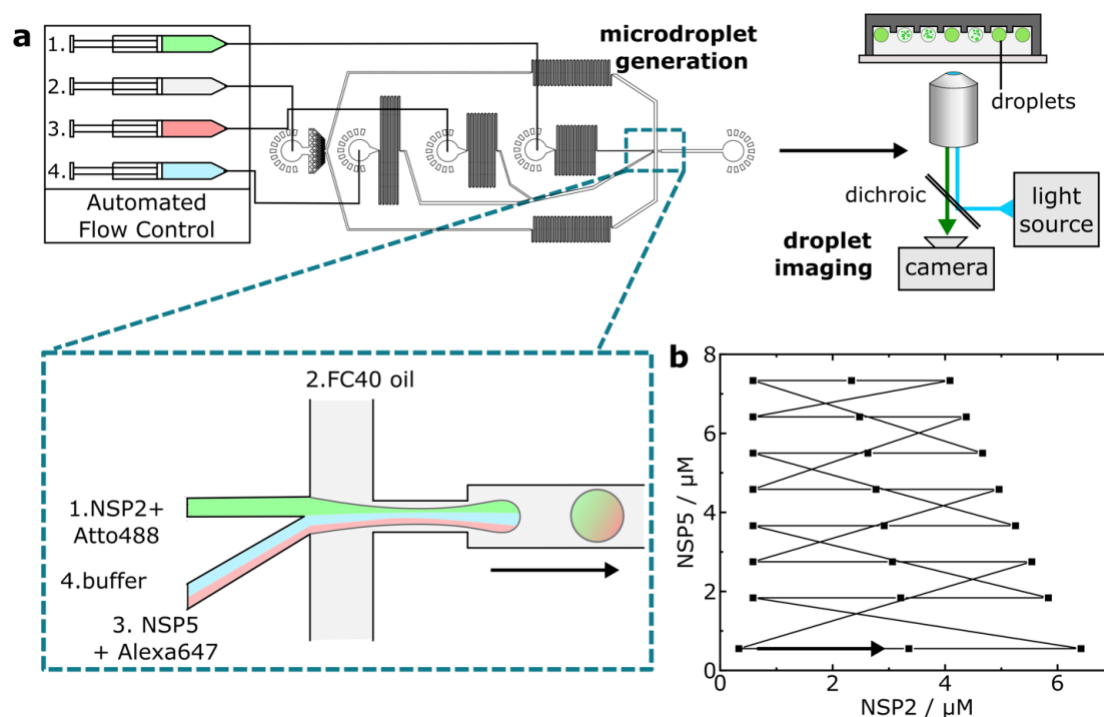 a
1.
2.
3.
4.
Automated
Flow Control
microdroplet
generation
droplets
dichroic
light
source
droplet
imaging
camera
2.FC40 oil
1.NSP2+
Atto488
4.buffer
3. NSP5
+ Alexa647
b
8
6
4
2
0
NSP5 / μM
0 2 4 6
NSP2 / μM